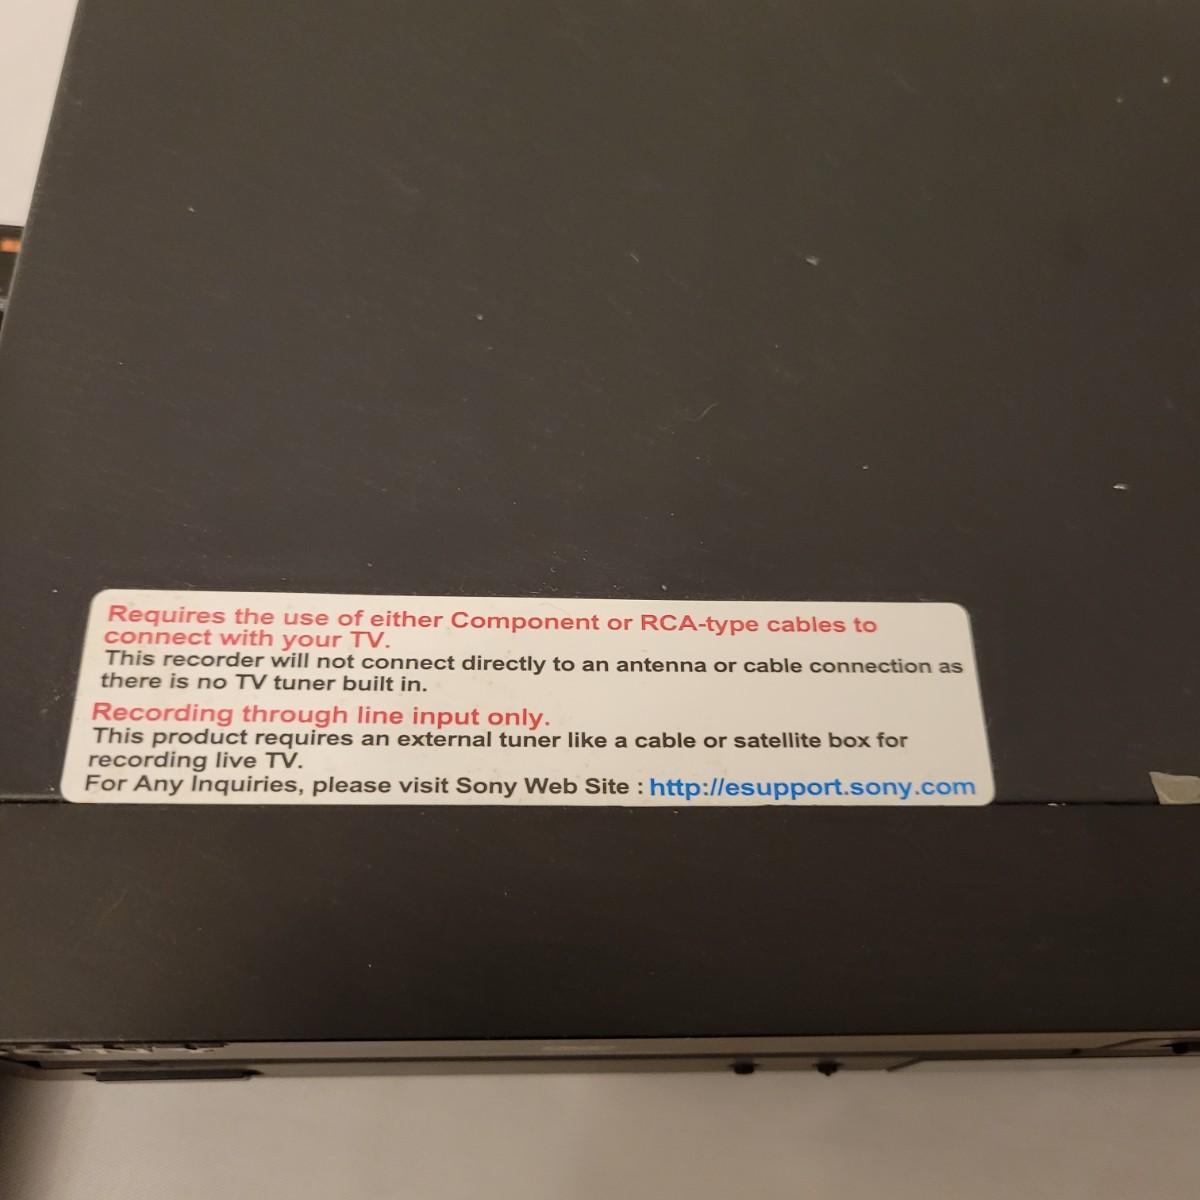 Requires the use of either Component or RCA-type cables to
connect with your TV.
This recorder will not connect directly to an antenna or cable connection as
there is no TV tuner built in.
Recording through line input only.
This product requires an external tuner like a cable or satellite box for
recording live TV.
For Any Inquiries, please visit Sony Web Site : http://esupport.sony.com